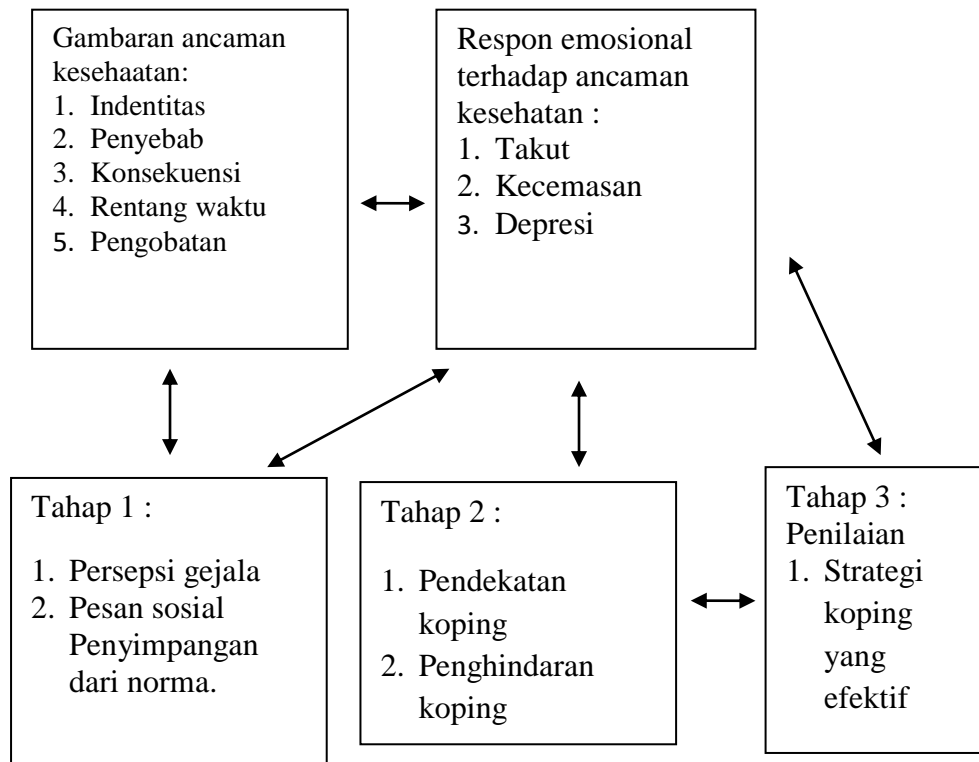 Gambaran ancaman
kesehaatan:
1. Indentitas
2. Penyebab
3. Konsekuensi
4. Rentang waktu
5. Pengobatan
Respon emosional
terhadap ancaman
kesehatan :
1. Takut
2. Kecemasan
3. Depresi
Tahap 1 :
1. Persepsi gejala
2. Pesan sosial
Penyimpangan
dari norma.
Tahap 2 :
1. Pendekatan
koping
2. Penghindaran
koping
Tahap 3 :
Penilaian
1. Strategi
koping
yang
efektif